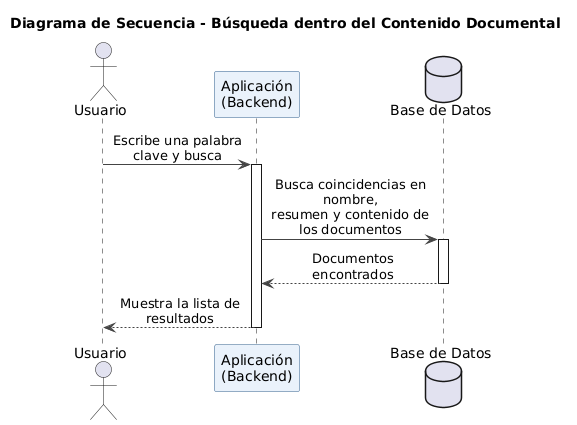 Diagrama de Secuencia - Búsqueda dentro del Contenido Documental
Usuario
Aplicación
(Backend)
Base de Datos
Escribe una palabra
clave y busca
Busca coincidencias en
nombre,
resumen y contenido de
los documentos
Documentos
encontrados
Muestra la lista de
resultados
Usuario
Aplicación
(Backend)
Base de Datos